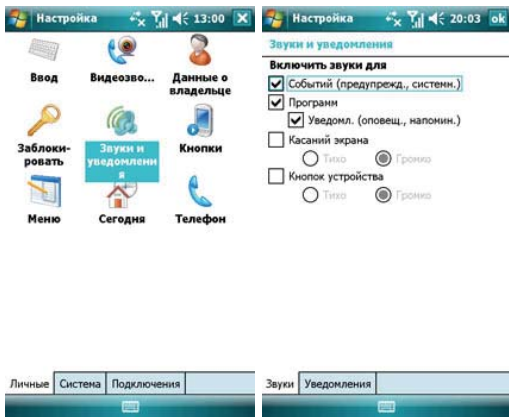 Настройка 13:00
Ввод
Видеозво...
Данные о
владельце
Заблоки-
ровать
Звуки и
уведомлени
я
Кнопки
Меню
Сегодня
Телефон
Личные Система Подключения
Настройка 20:03 ok
Звуки и уведомления
Включить звуки для
Событий (предупрежд., системн.)
Программ
Уведомл. (оповещ., напомин.)
Касаний экрана
Тихо Громко
Кнопок устройства
Тихо Громко
Звуки Уведомления